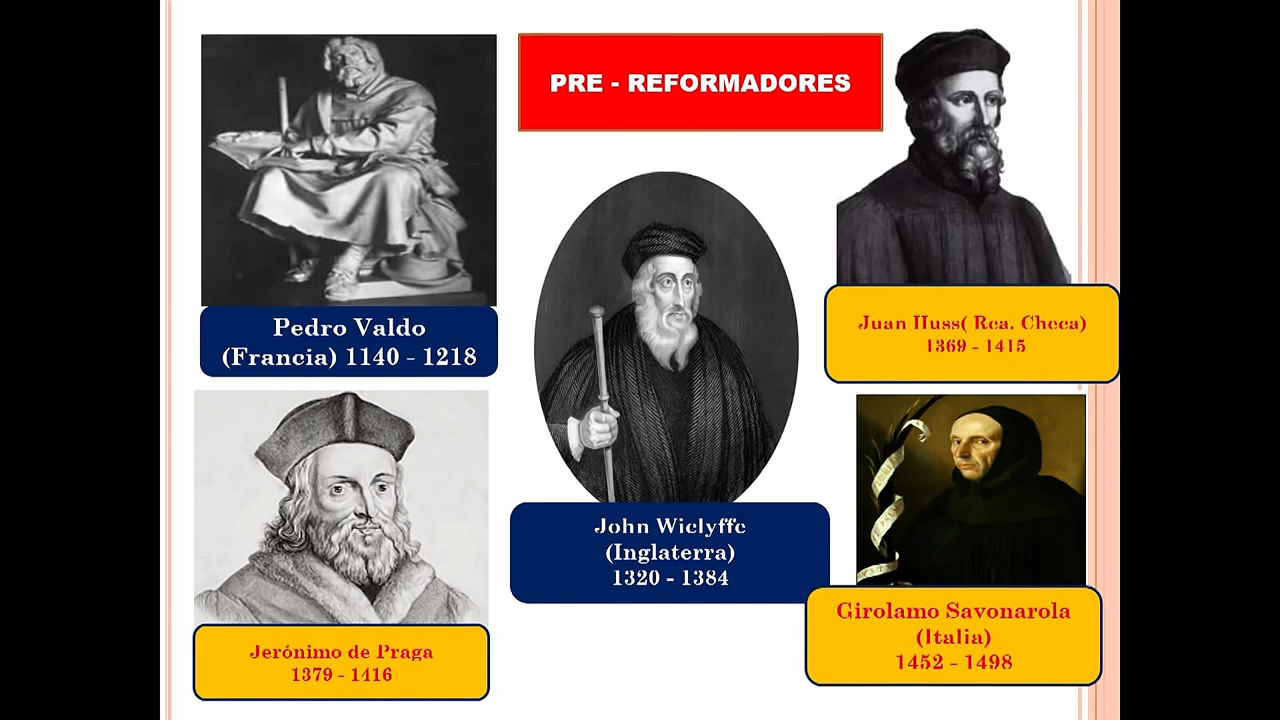 PRE - REFORMADORES
Pedro Valdo
(Francia) 1140 - 1218
Juan Huss( Rca. Checa)
1369 - 1415
John Wiclyffe
(Inglaterra)
1320 - 1384
Jerónimo de Praga
1379 - 1416
Girolamo Savonarola
(Italia)
1452 - 1498